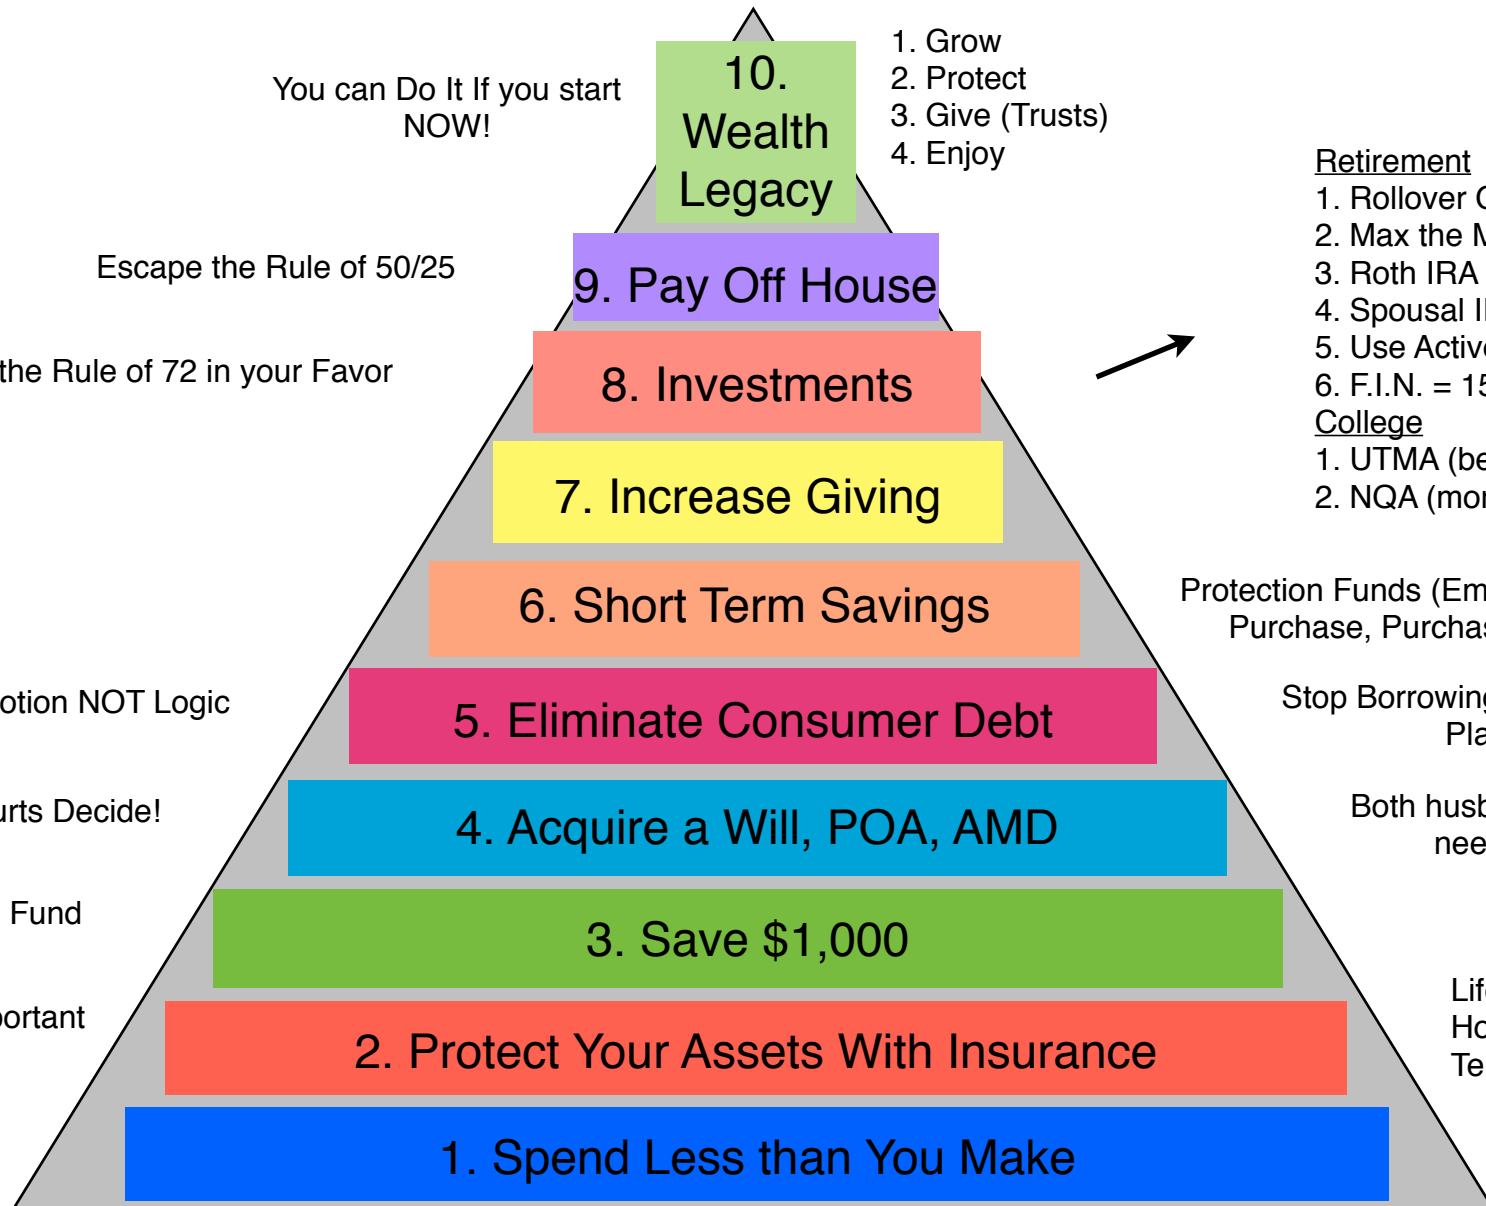 You can Do It If you start
NOW!
10.
Wealth
Legacy
1. Grow
2. Protect
3. Give (Trusts)
4. Enjoy
Retirement
1. Rollover
2. Max the
3. Roth IRA
4. Spousal
5. Use
6. F.I.N. =
College
1. UTMA
2. NQA
Escape the Rule of 50/25
9. Pay Off House
the Rule of 72 in your Favor
8. Investments
7. Increase Giving
6. Short Term Savings
Protection Funds
Purchase,
NOT Logic
5. Eliminate Consumer Debt
Stop
Decide!
4. Acquire a Will, POA, AMD
Both
Fund
3. Save $1,000
2. Protect Your Assets With Insurance
1. Spend Less than You Make